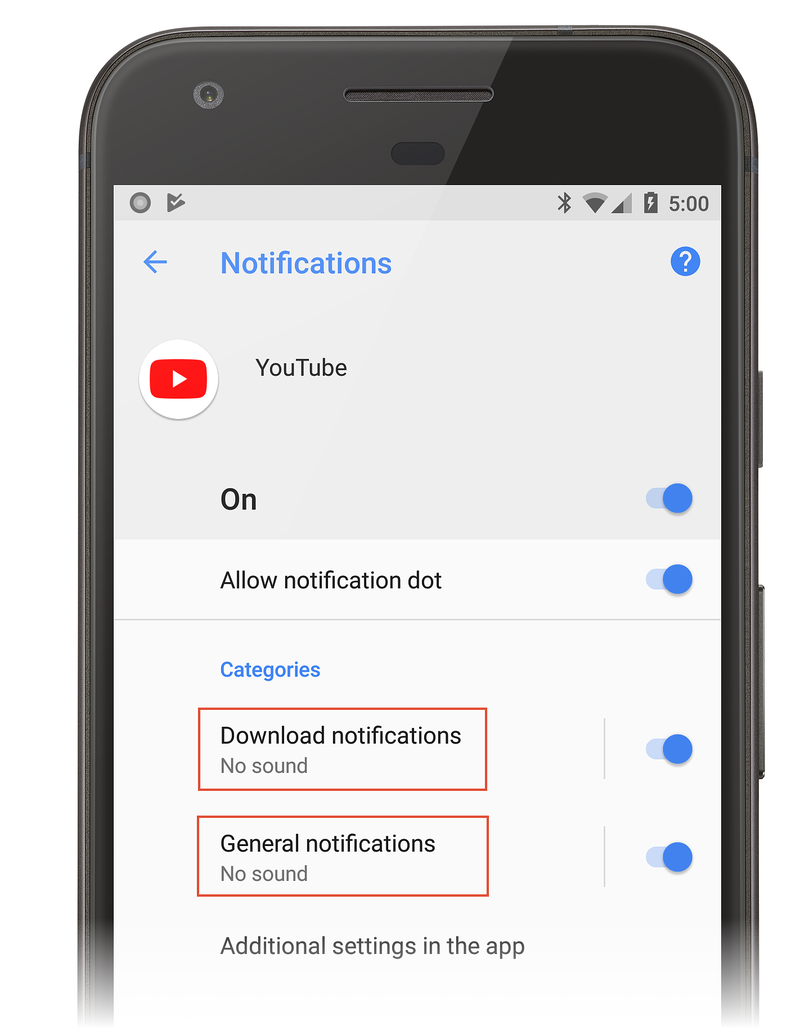 5:00
Notifications
?
YouTube
On
Allow notification dot
Categories
Download notifications
No sound
General notifications
No sound
Additional settings in the app